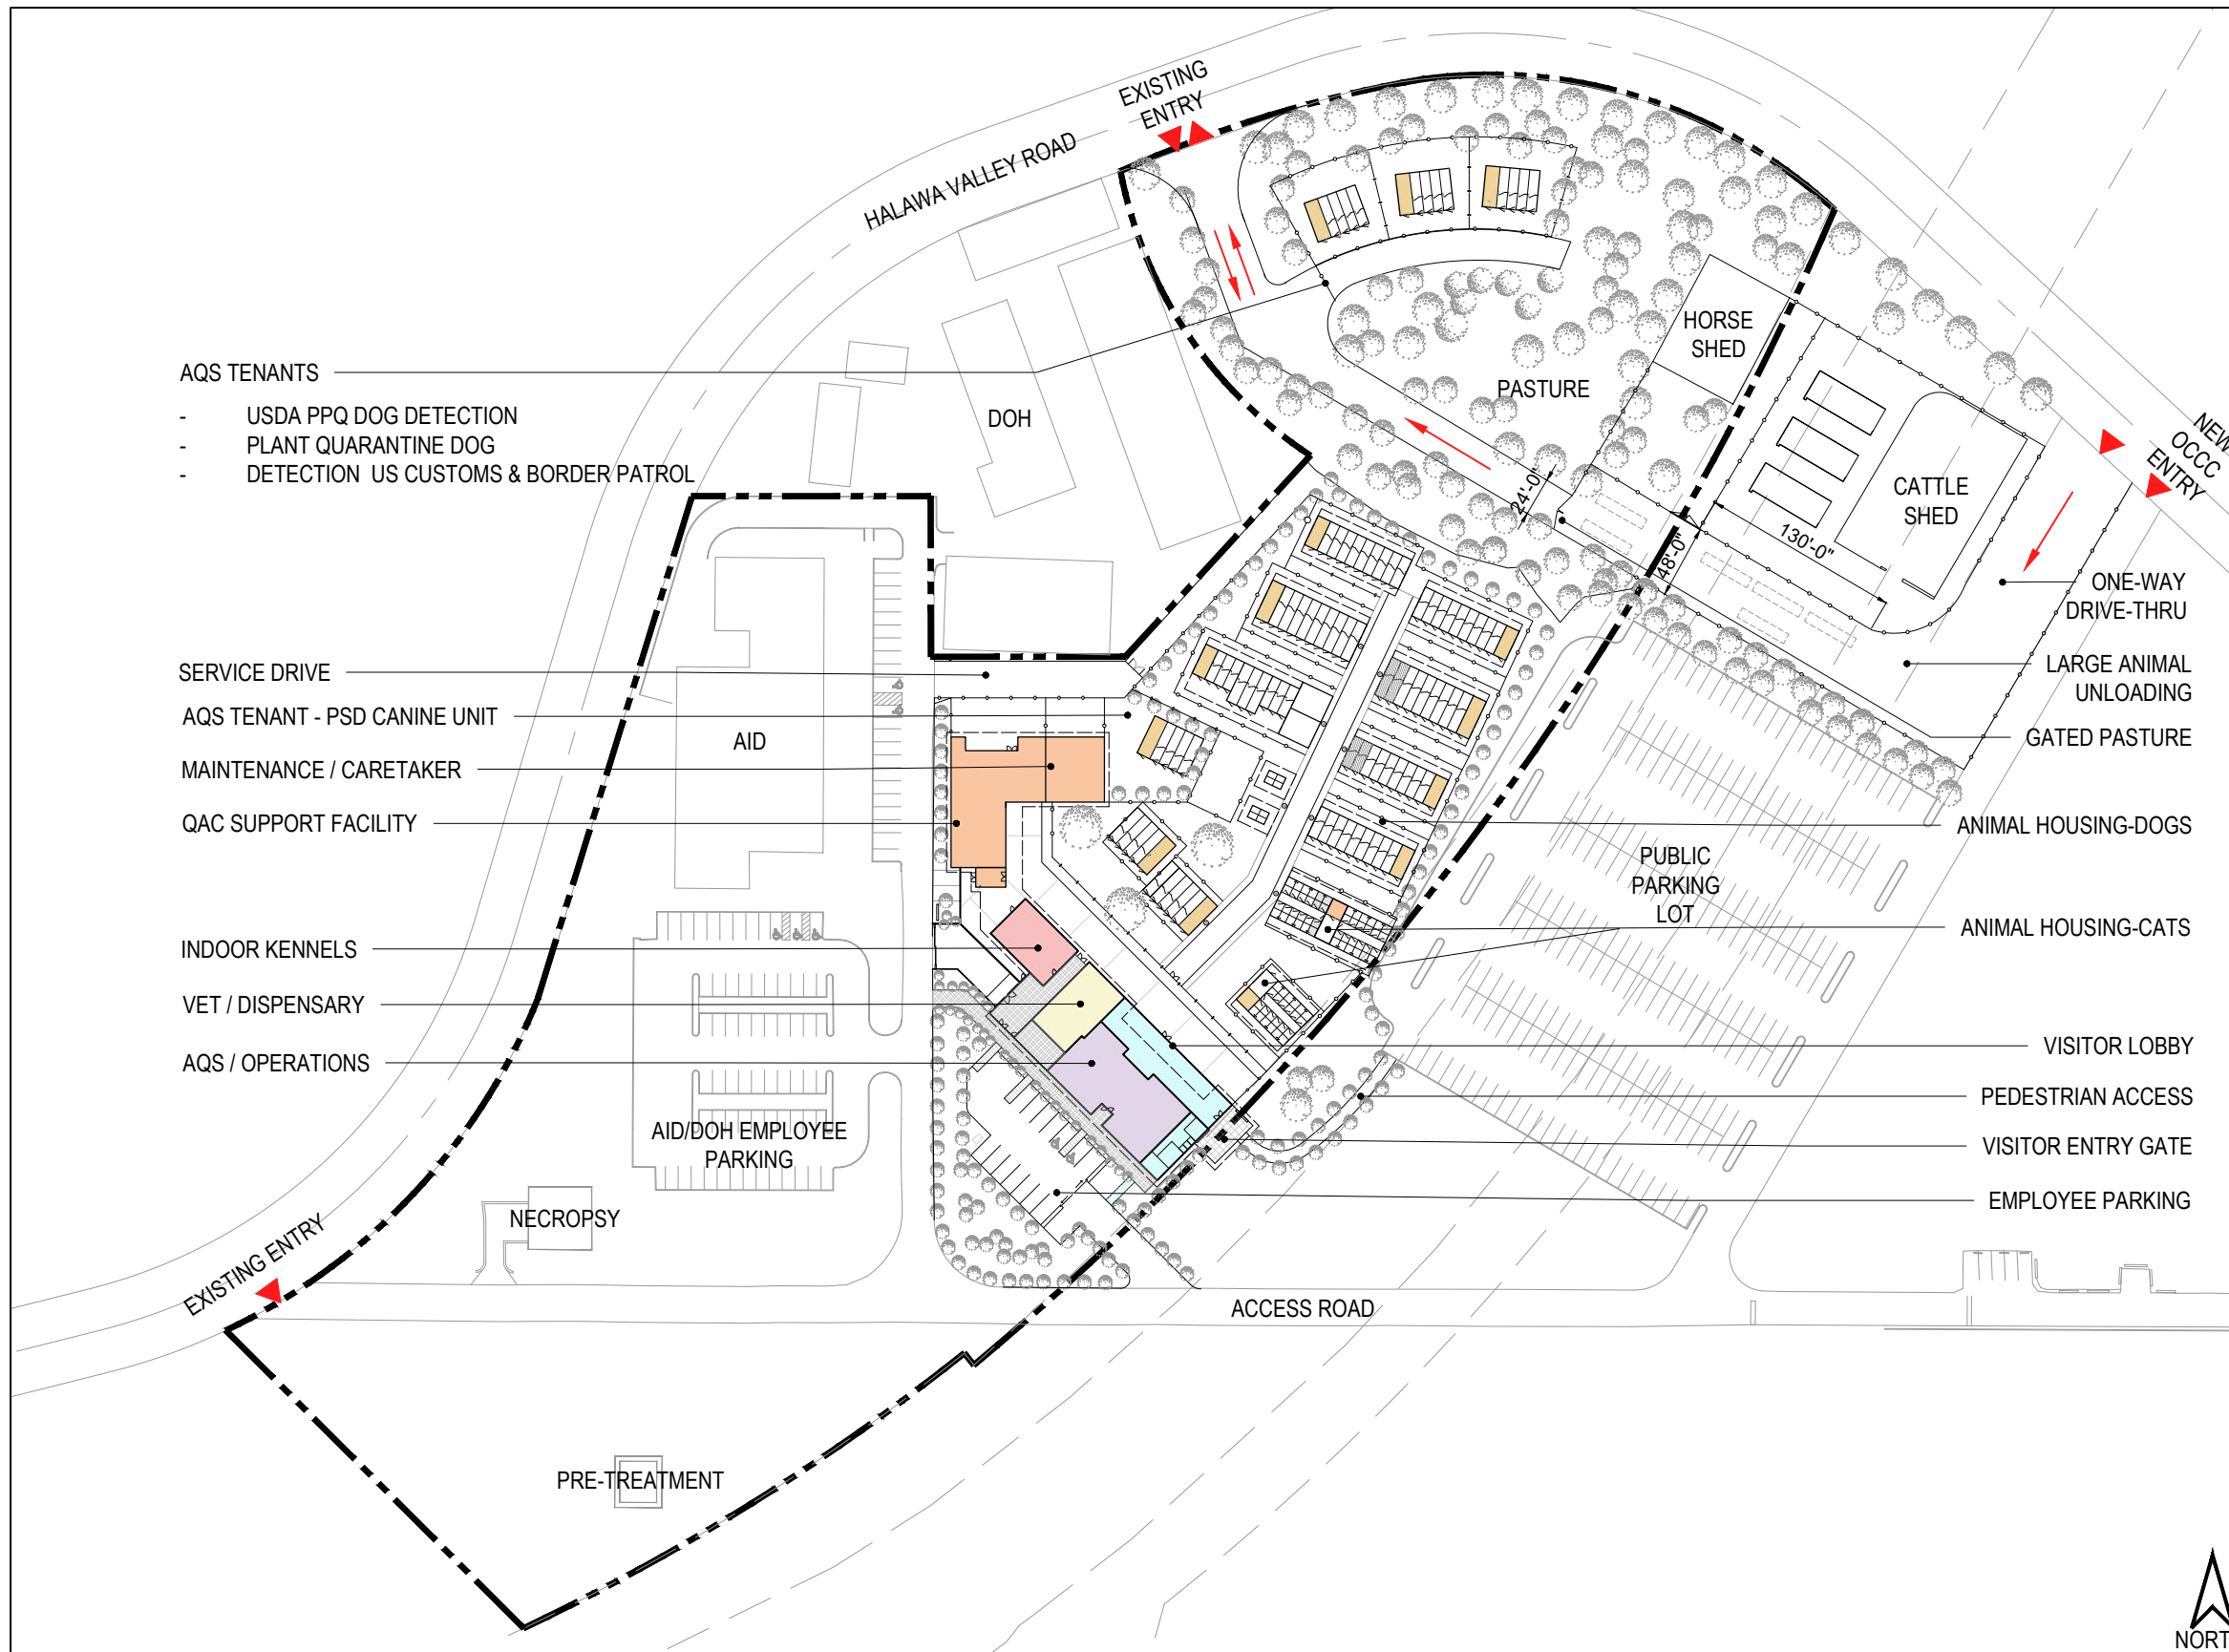 EXISTING
ENTRY
HALAWA VALLEY ROAD
AQS TENANTS
- USDA PPQ DOG DETECTION
- PLANT QUARANTINE DOG
- DETECTION US CUSTOMS & BORDER PATROL
DOH
HORSE
SHED
PASTURE
CATTLE
SHED
NEW
OCCC
ENTRY
24'-0"
48'-0"
130'-0"
ONE-WAY
DRIVE-THRU
LARGE ANIMAL
UNLOADING
GATED PASTURE
SERVICE DRIVE
AQS TENANT - PSD CANINE UNIT
MAINTENANCE / CARETAKER
QAC SUPPORT FACILITY
AID
ANIMAL HOUSING-DOGS
PUBLIC
PARKING
LOT
ANIMAL HOUSING-CATS
INDOOR KENNELS
VET / DISPENSARY
AQS / OPERATIONS
VISITOR LOBBY
PEDESTRIAN ACCESS
VISITOR ENTRY GATE
EMPLOYEE PARKING
AID/DOH EMPLOYEE
PARKING
NECROPSY
EXISTING ENTRY
ACCESS ROAD
PRE-TREATMENT
NORT